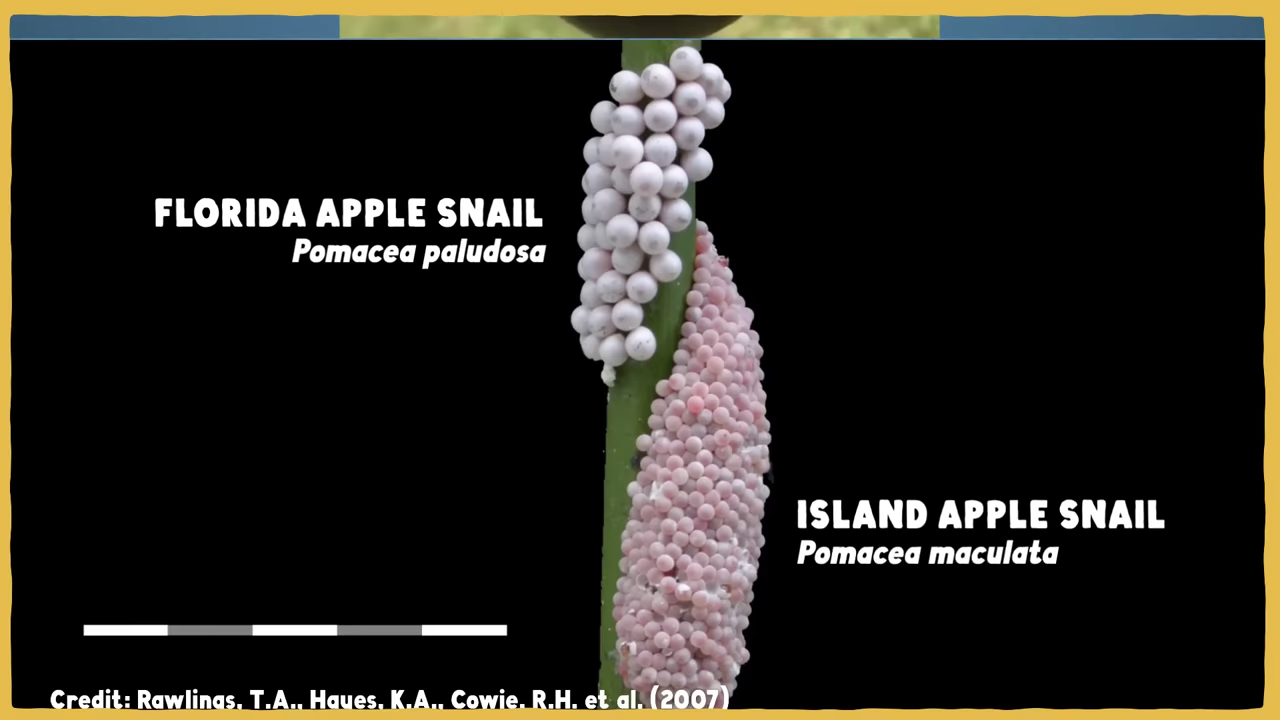 FLORIDA APPLE SNAIL
Pomacea paludosa
ISLAND APPLE SNAIL
Pomacea maculata
Credit: Rawlings, T.A., Hayes, K.A., Cowie, R.H. et al. (2007)